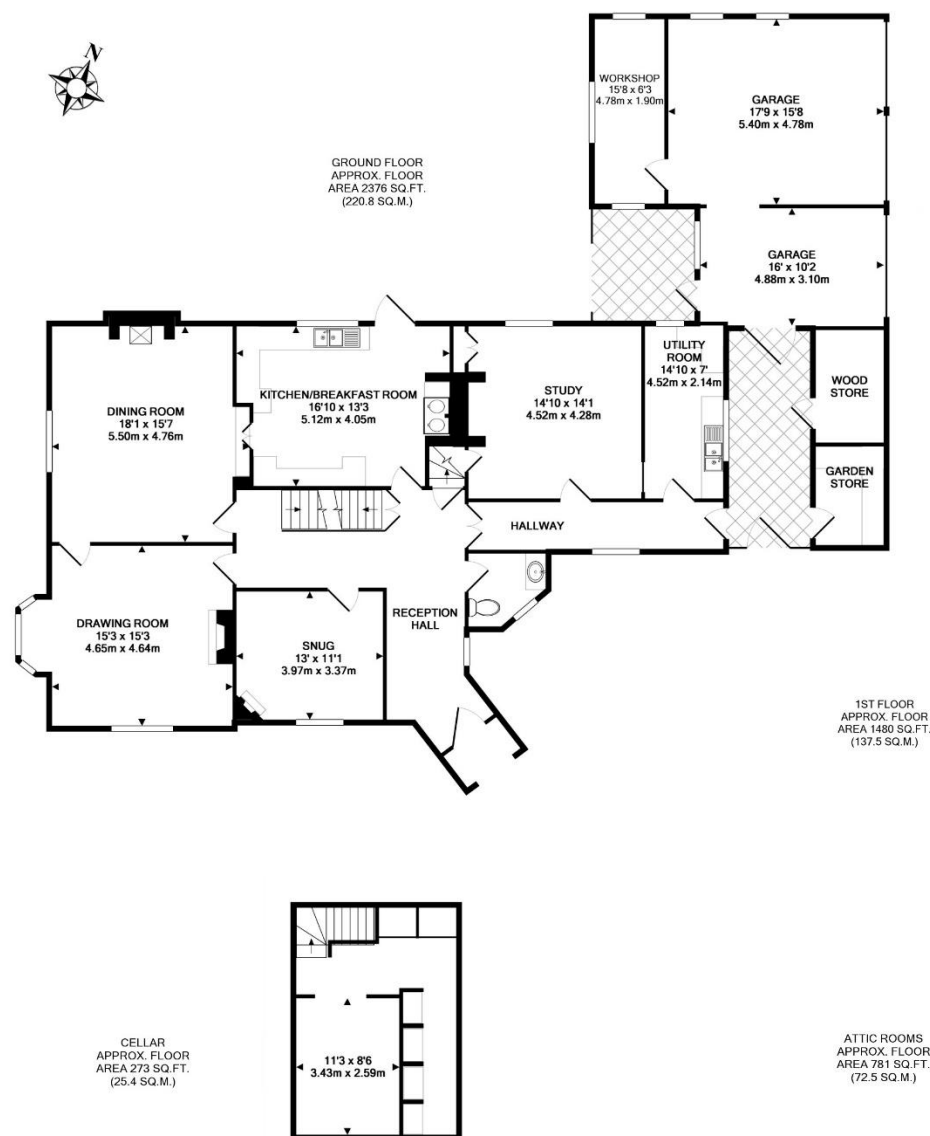 N
WORKSHOP
15'8 x 6'3
4.78m x 1.90m
GARAGE
17'9 x 15'8
5.40m x 4.78m
GROUND FLOOR
APPROX. FLOOR
AREA 2376 SQ.FT.
(220.8 SQ.M.)
GARAGE
16' x 10'2
4.88m x 3.10m
DINING ROOM
18'1 x 15'7
5.50m x 4.76m
KITCHEN/BREAKFAST ROOM
16'10 x 13'3
5.12m x 4.05m
STUDY
14'10 x 14'1
4.52m x 4.28m
UTILITY
ROOM
14'10 x 7'
4.52m x 2.14m
WOOD
STORE
GARDEN
STORE
HALLWAY
DRAWING ROOM
15'3 x 15'3
4.65m x 4.64m
SNUG
13' x 11'1
3.97m x 3.37m
RECEPTION
HALL
1ST FLOOR
APPROX. FLOOR
AREA 1480 SQ.FT.
(137.5 SQ.M.)
CELLAR
APPROX. FLOOR
AREA 273 SQ.FT.
(25.4 SQ.M.)
11'3 x 8'6
3.43m x 2.59m
ATTIC ROOMS
APPROX. FLOOR
AREA 781 SQ.FT.
(72.5 SQ.M.)